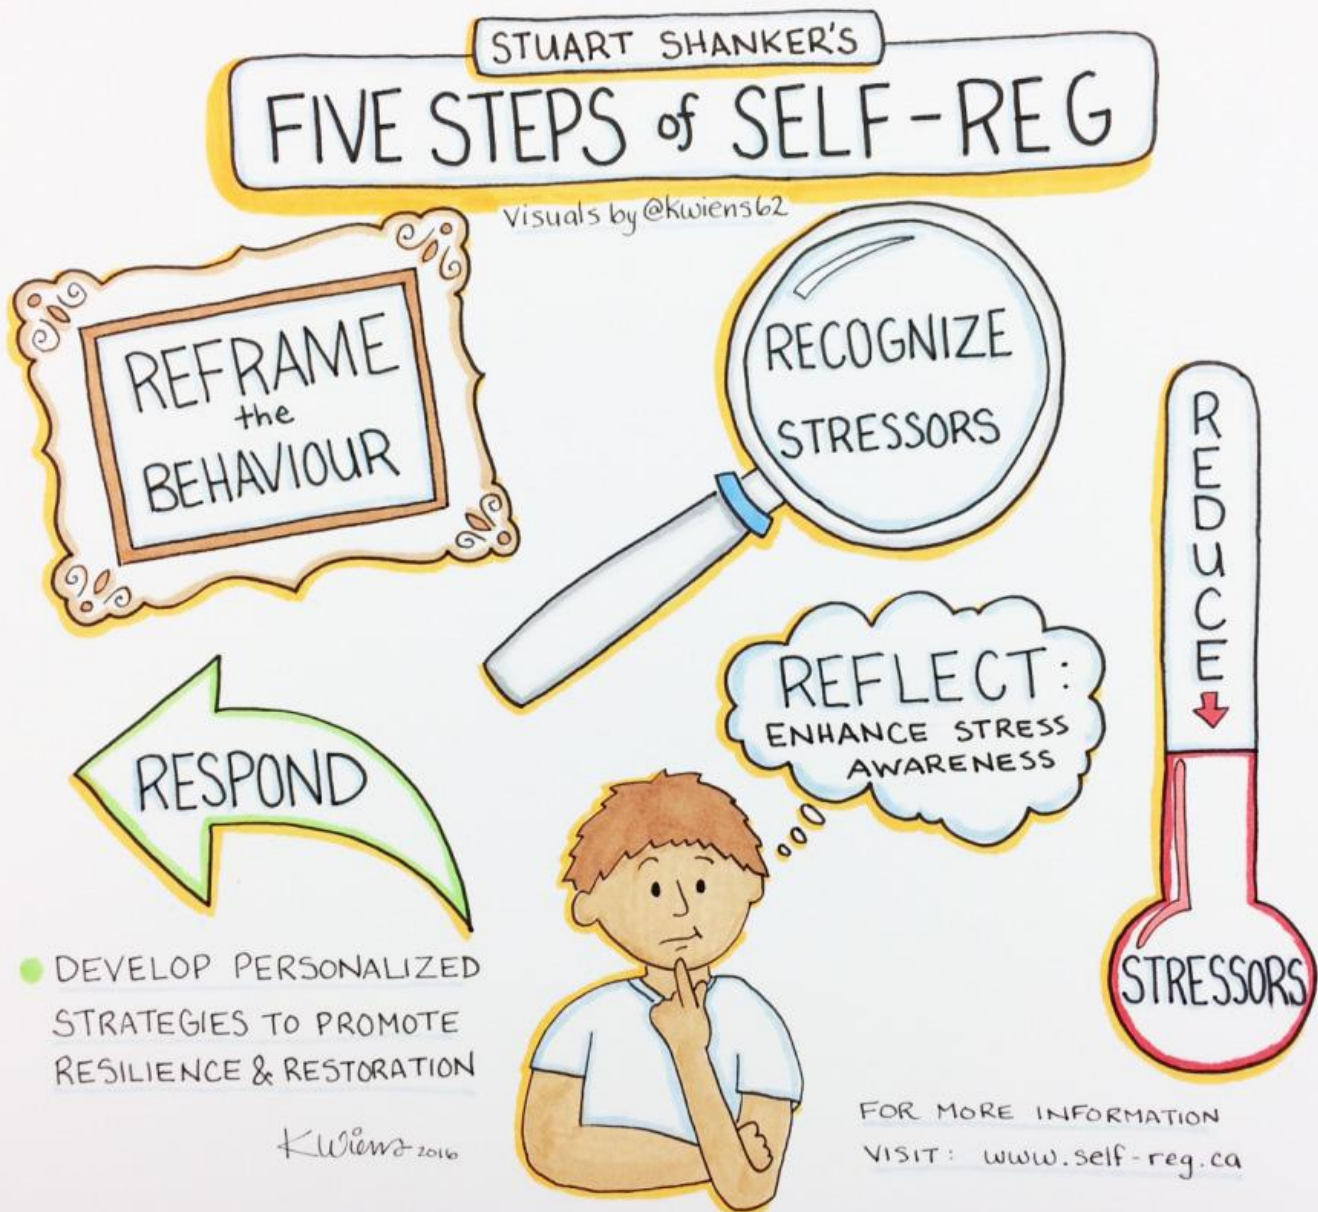 STUART SHANKER'S
FIVE STEPS of SELF-REG
Visuals by @kwiens62
REFRAME
the
BEHAVIOUR
RECOGNIZE
STRESSORS
REDUCE
STRESSORS
REFLECT:
ENHANCE STRESS
AWARENESS
RESPOND
DEVELOP PERSONALIZED
STRATEGIES TO PROMOTE
RESILIENCE & RESTORATION
KWiens 2016
FOR MORE INFORMATION
VISIT: www.self-reg.ca